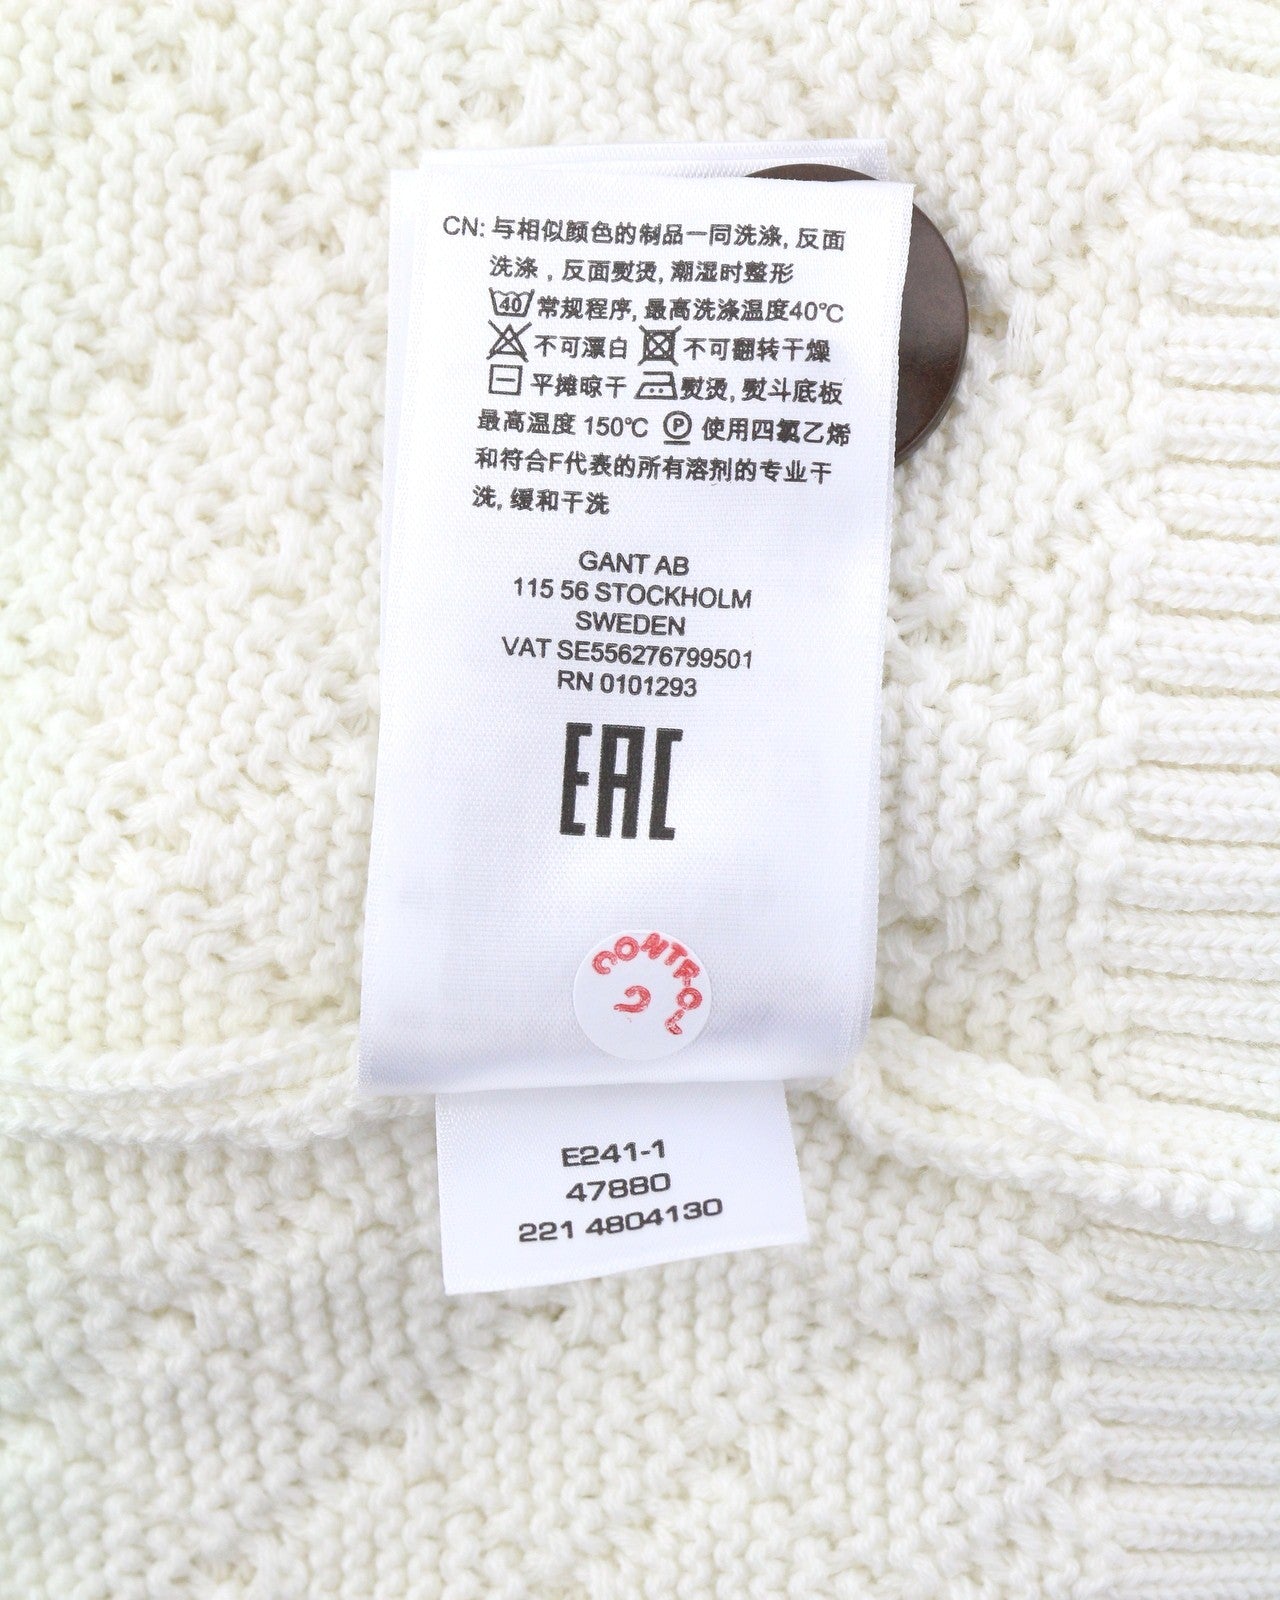 CN: 与相似颜色的制品一同洗涤, 反面
洗涤 , 反面熨烫, 潮湿时整形
40 常规程序, 最高洗涤温度40℃
不可漂白 不可翻转干燥
平摊晾干 熨烫, 熨斗底板
最高温度 150℃ P 使用四氯乙烯
和符合F代表的所有溶剂的专业干
洗, 缓和干洗
GANT AB
115 56 STOCKHOLM
SWEDEN
VAT SE556276799501
RN 0101293
EAC
CONTROL
2
E241-1
47880
221 4804130